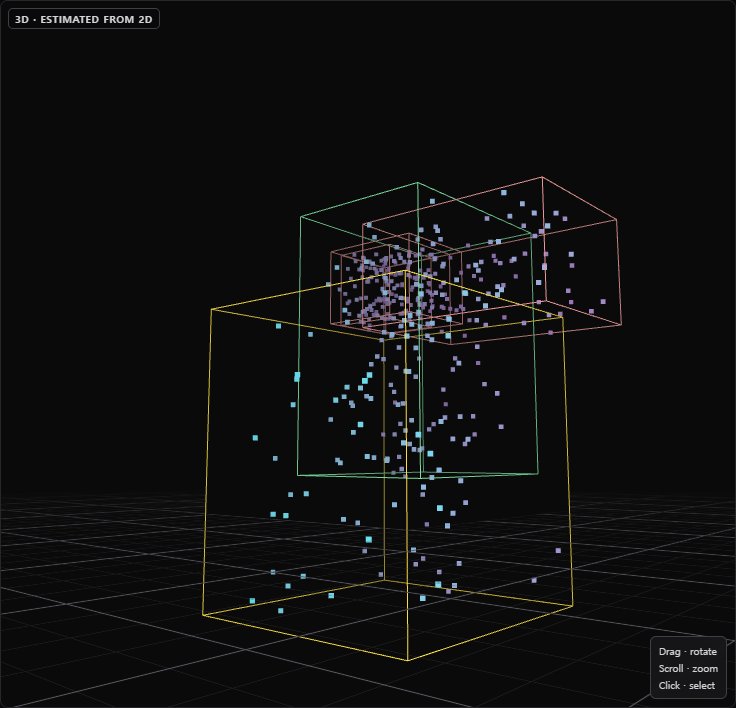 3D · ESTIMATED FROM 2D
Drag · rotate
Scroll · zoom
Click · select